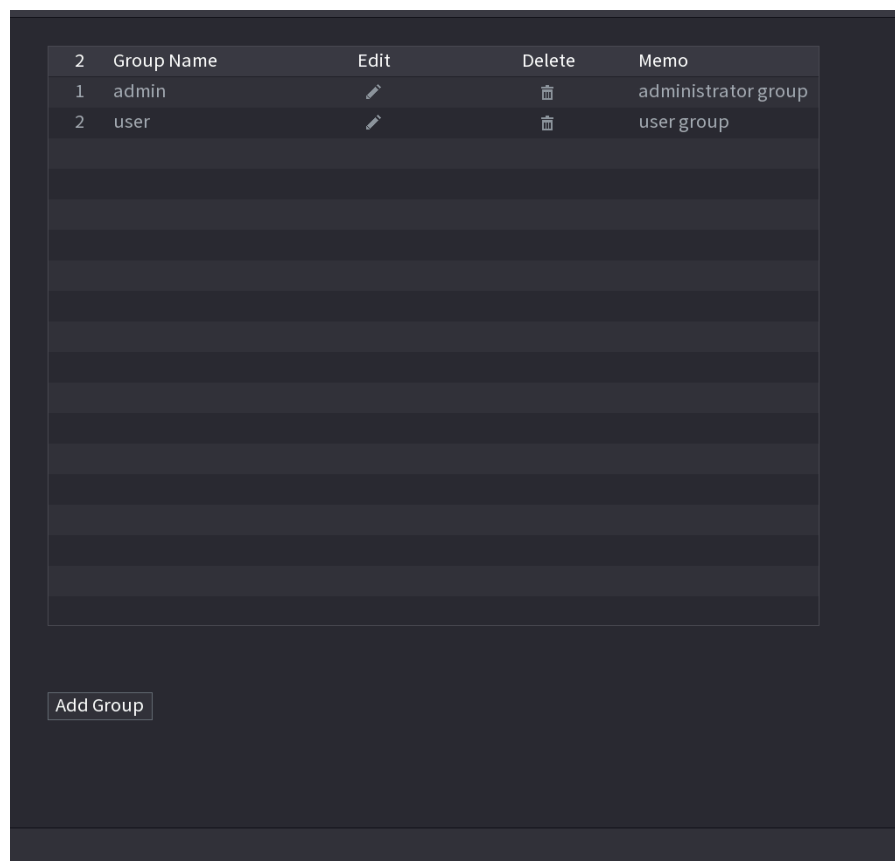 2 Group Name Edit Delete Memo
1 admin administrator group
2 user user group
Add Group